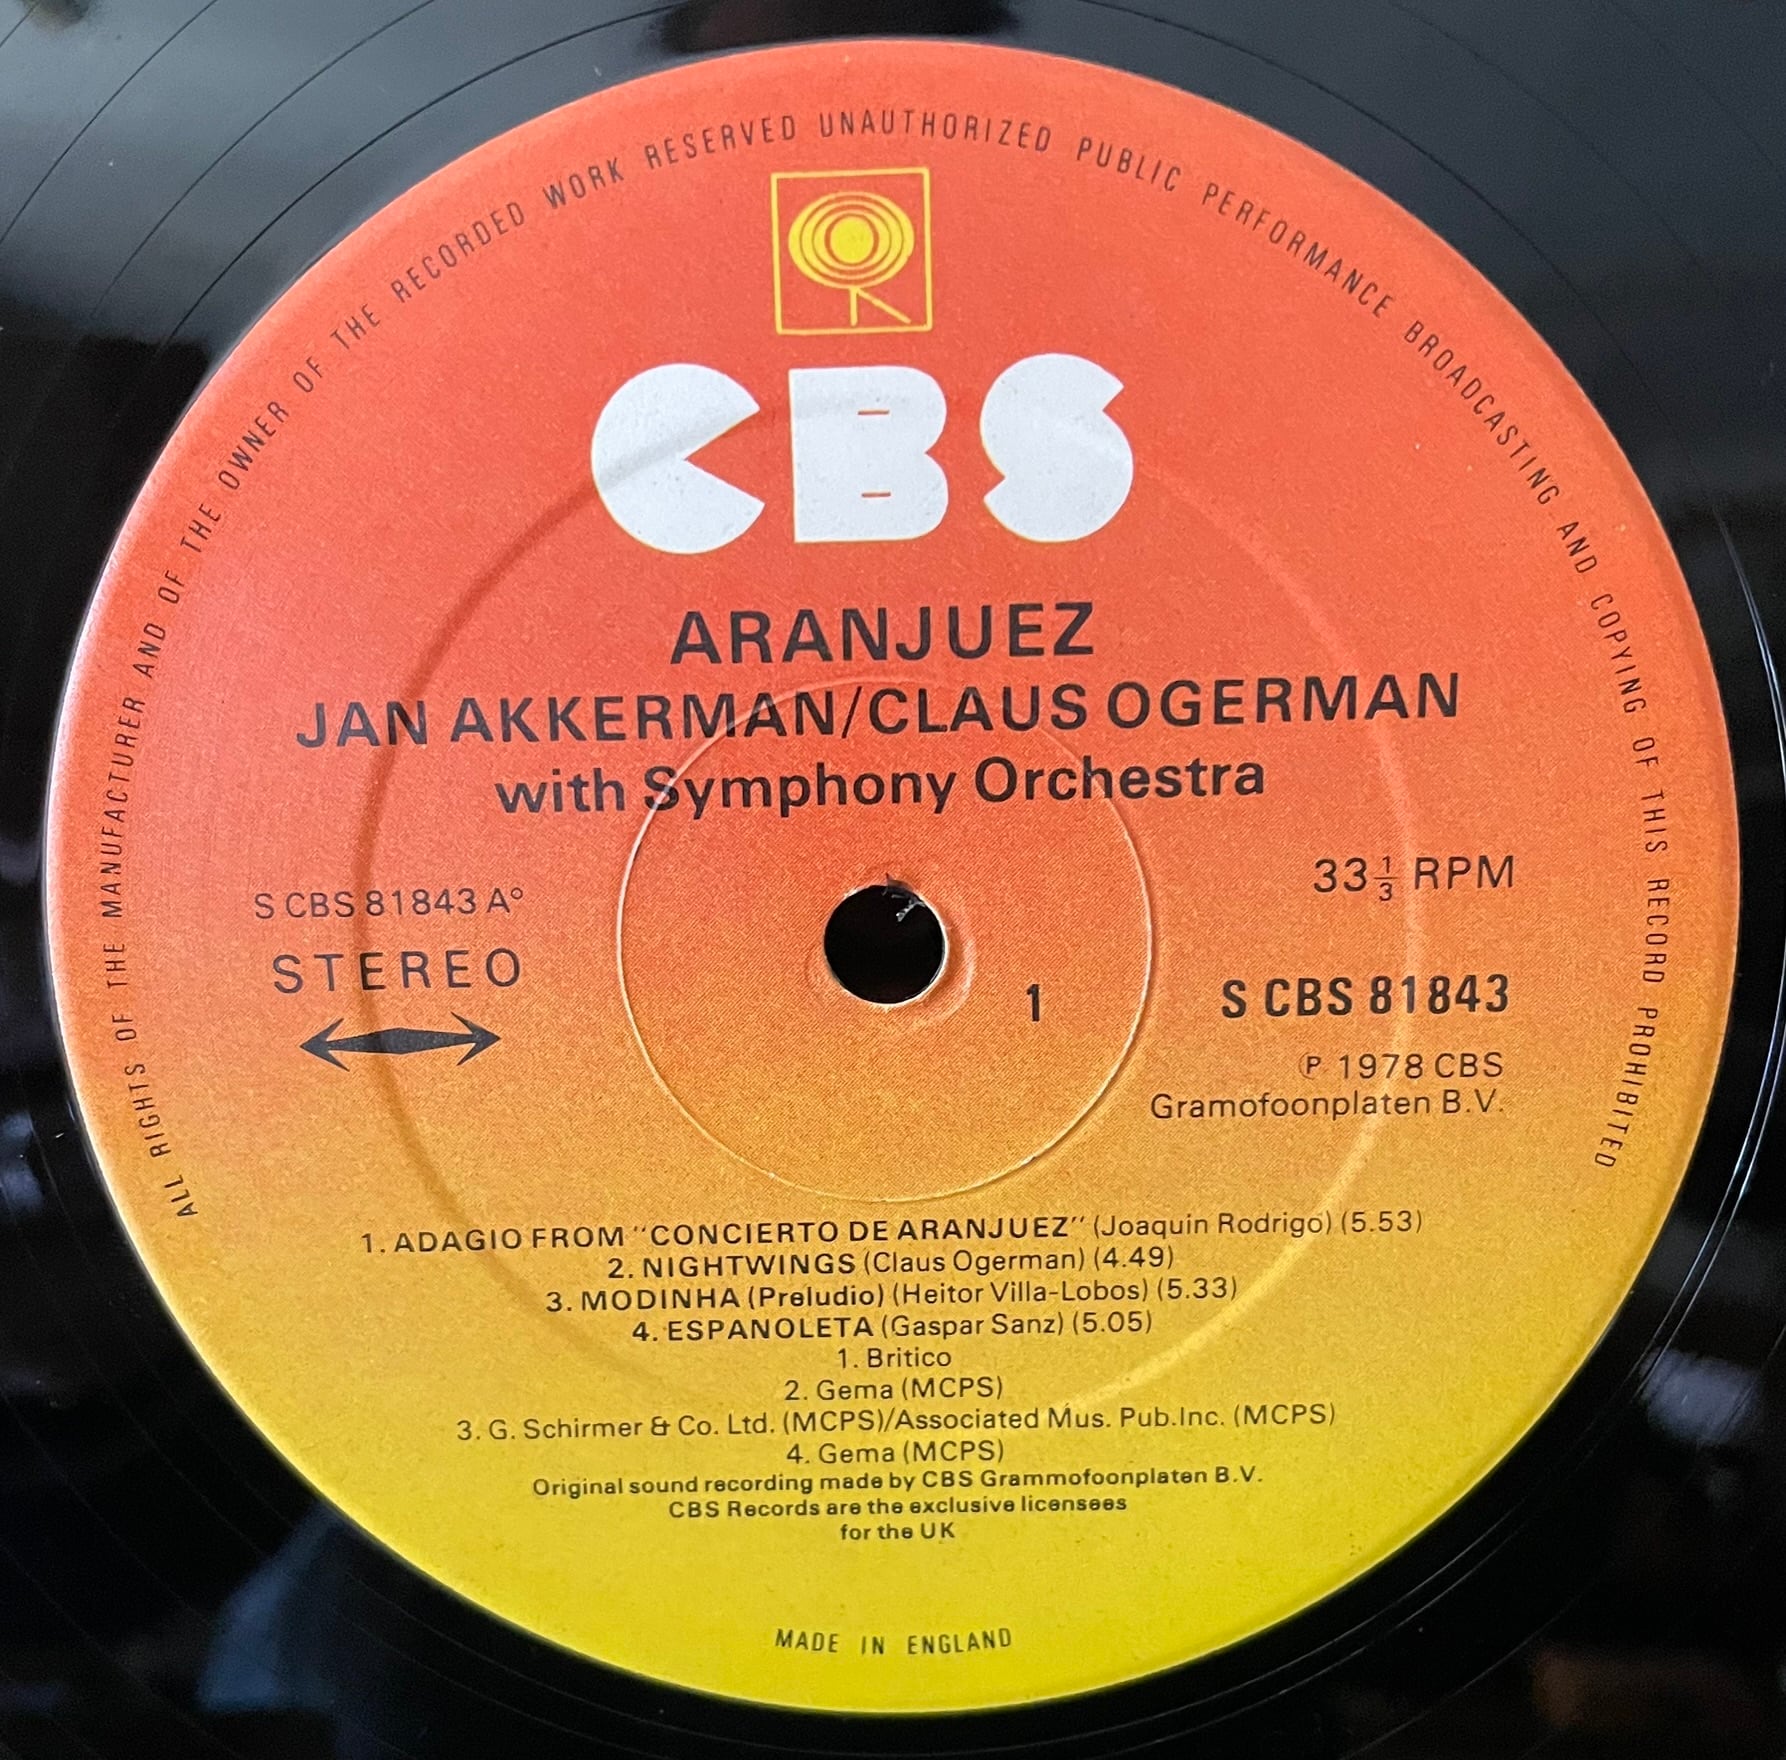 ALL RIGHTS OF THE MANUFACTURER AND OF THE OWNER OF THE RECORDED WORK RESERVED UNAUTHORIZED PUBLIC PERFORMANCE BROADCASTING AND COPYING OF THIS RECORD PROHIBITED
CBS
ARANJUEZ
JAN AKKERMAN/CLAUS OGERMAN
with Symphony Orchestra
33 1/3 RPM
S CBS 81843 A°
STEREO
1
S CBS 81843
℗ 1978 CBS
Gramofoonplaten B.V.
1. ADAGIO FROM "CONCIERTO DE ARANJUEZ" (Joaquin Rodrigo) (5.53)
2. NIGHTWINGS (Claus Ogerman) (4.49)
3. MODINHA (Preludio) (Heitor Villa-Lobos) (5.33)
4. ESPANOLETA (Gaspar Sanz) (5.05)
1. Britico
2. Gema (MCPS)
3. G. Schirmer & Co. Ltd. (MCPS)/Associated Mus. Pub.Inc. (MCPS)
4. Gema (MCPS)
Original sound recording made by CBS Grammofoonplaten B.V.
CBS Records are the exclusive licensees
for the UK
MADE IN ENGLAND